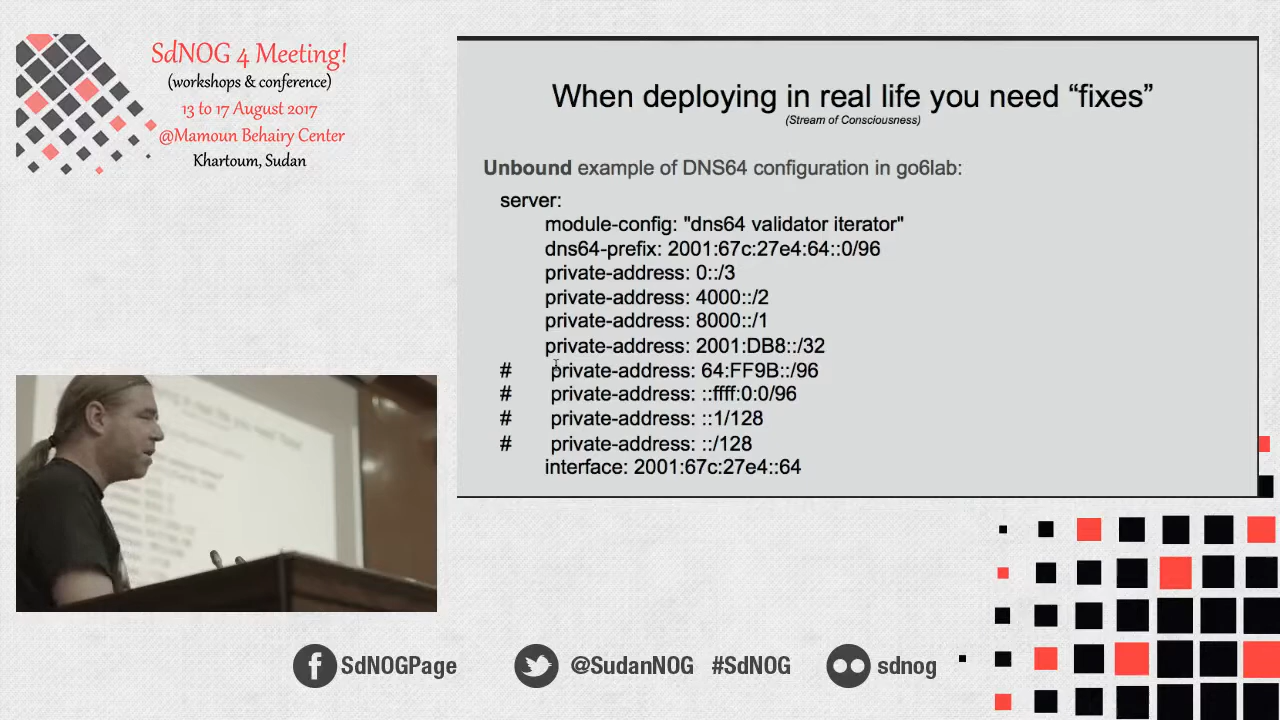 SdNOG 4 Meeting!
(workshops & conference)
13 to 17 August 2017
@Mamoun Behairy Center
Khartoum, Sudan
When deploying in real life you need “fixes”
(Stream of Consciousness)
Unbound example of DNS64 configuration in go6lab:
server:
module-config: "dns64 validator iterator"
dns64-prefix: 2001:67c:27e4:64::0/96
private-address: 0::/3
private-address: 4000::/2
private-address: 8000::/1
private-address: 2001:DB8::/32
# private-address: 64:FF9B::/96
# private-address: ::ffff:0:0/96
# private-address: ::1/128
# private-address: ::/128
interface: 2001:67c:27e4::64
SdNOGPage
@SudanNOG #SdNOG
sdnog